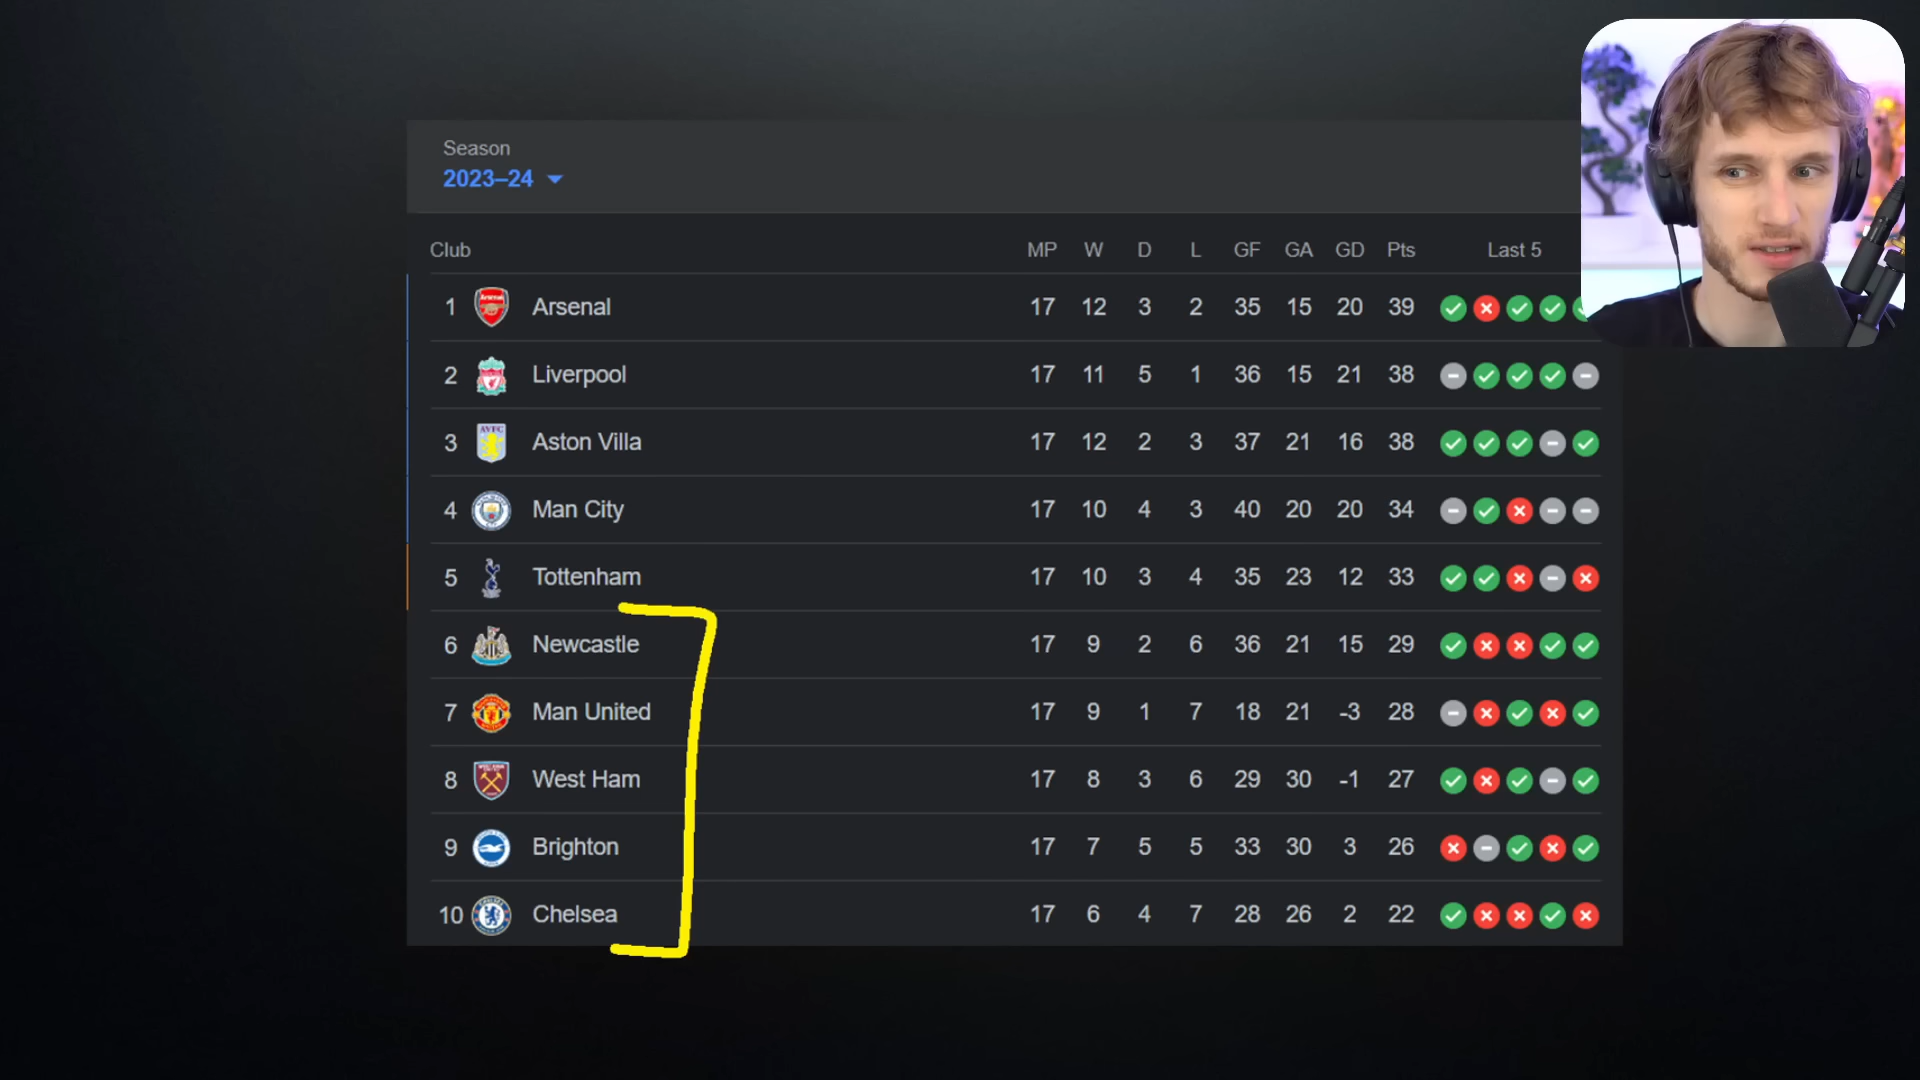 Season
2023–24
Club MP W D L GF GA GD Pts Last 5
1 Arsenal 17 12 3 2 35 15 20 39
2 Liverpool 17 11 5 1 36 15 21 38
3 Aston Villa 17 12 2 3 37 21 16 38
4 Man City 17 10 4 3 40 20 20 34
5 Tottenham 17 10 3 4 35 23 12 33
6 Newcastle 17 9 2 6 36 21 15 29
7 Man United 17 9 1 7 18 21 -3 28
8 West Ham 17 8 3 6 29 30 -1 27
9 Brighton 17 7 5 5 33 30 3 26
10 Chelsea 17 6 4 7 28 26 2 22